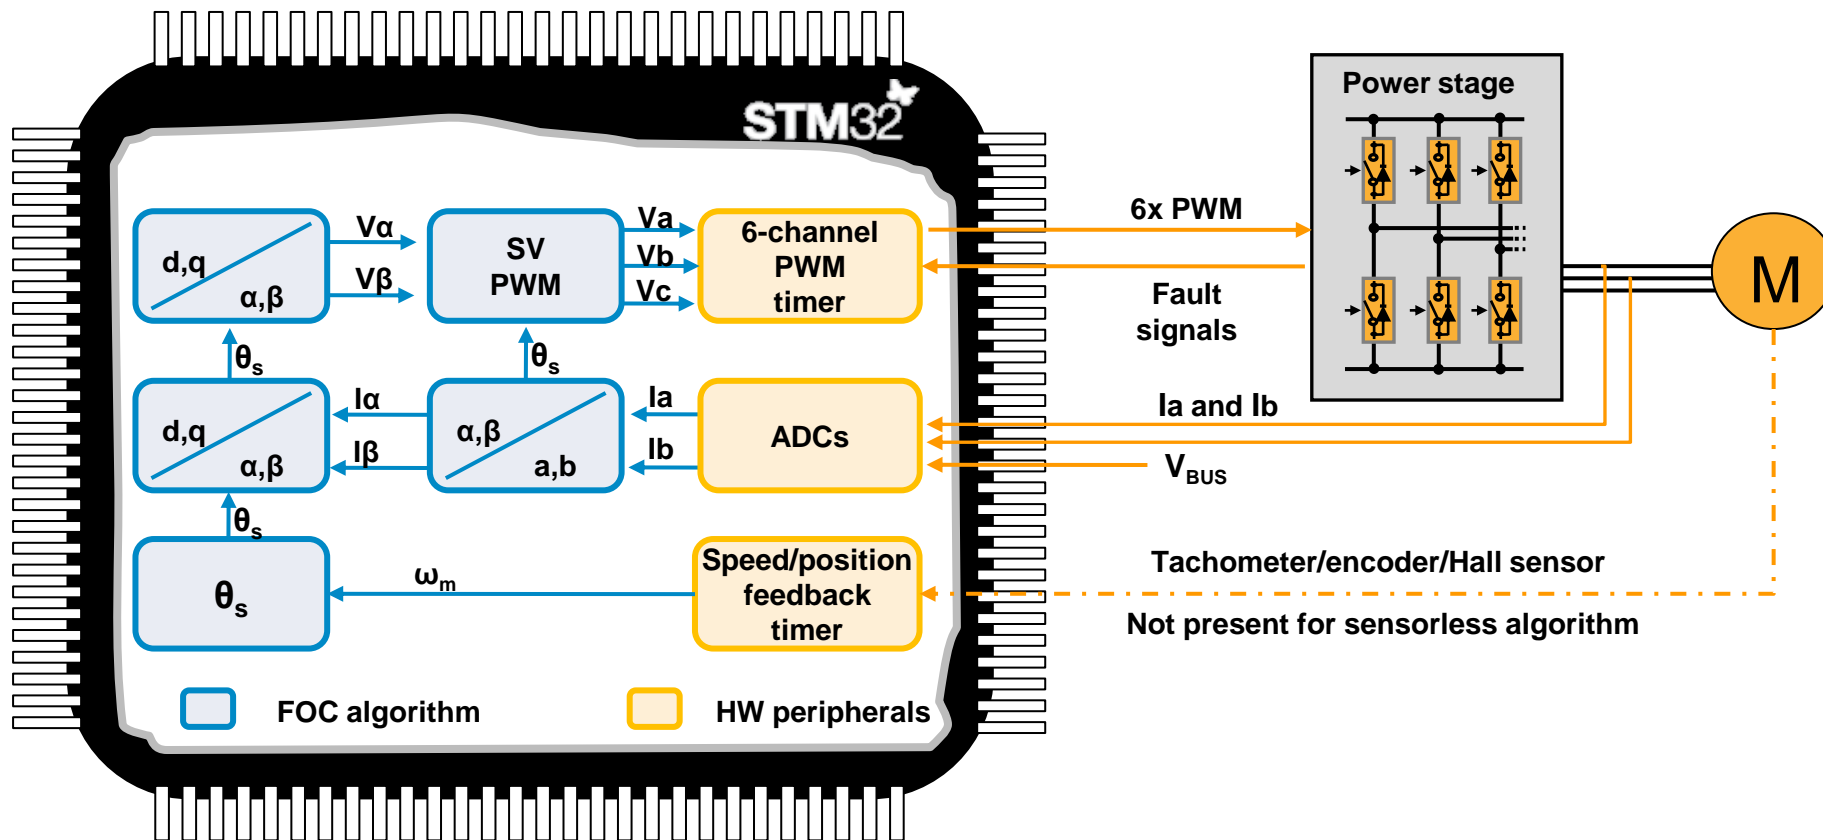 STM32
Power stage
d,q
α,β
Vα
Vβ
SV
PWM
Va
Vb
Vc
6-channel
PWM
timer
6x PWM
Fault
signals
M
θs
θs
d,q
α,β
Iα
Iβ
α,β
a,b
Ia
Ib
ADCs
Ia and Ib
VBUS
θs
θs
ωm
Speed/position
feedback
timer
Tachometer/encoder/Hall sensor
Not present for sensorless algorithm
FOC algorithm
HW peripherals